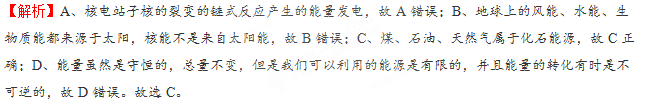 【解析】A、核电站于核的裂变的链式反应产生的能量发电，故 A 错误；B、地球上的风能、水能、生
物质能都来源于太阳，核能不是来自太阳能，故 B 错误；C、煤、石油、天然气属于化石能源，故 C 正
确；D、能量虽然是守恒的，总量不变，但是我们可以利用的能源是有限的，并且能量的转化有时是不
可逆的，故 D 错误。故选 C。